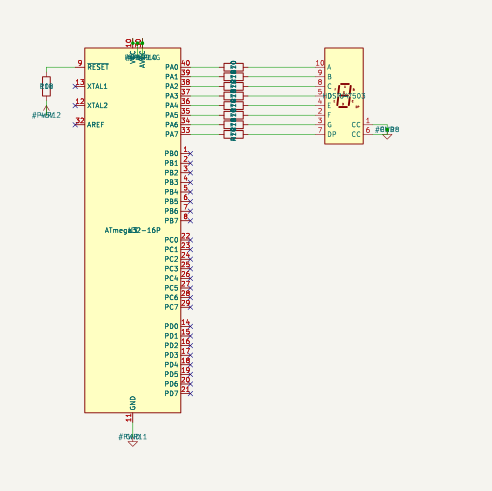 9 RESET
13 XTAL1
12 XTAL2
32 AREF
PA0 40
PA1 39
PA2 38
PA3 37
PA4 36
PA5 35
PA6 34
PA7 33
PB0 1
PB1 2
PB2 3
PB3 4
PB4 5
PB5 6
PB6 7
PB7 8
PC0 22
PC1 23
PC2 24
PC3 25
PC4 26
PC5 27
PC6 28
PC7 29
PD0 14
PD1 15
PD2 16
PD3 17
PD4 18
PD5 19
PD6 20
PD7 21
GND
11
10 A
9 B
8 C
5
4 E
2 F
3 G
7 DP
CC 1
CC 6